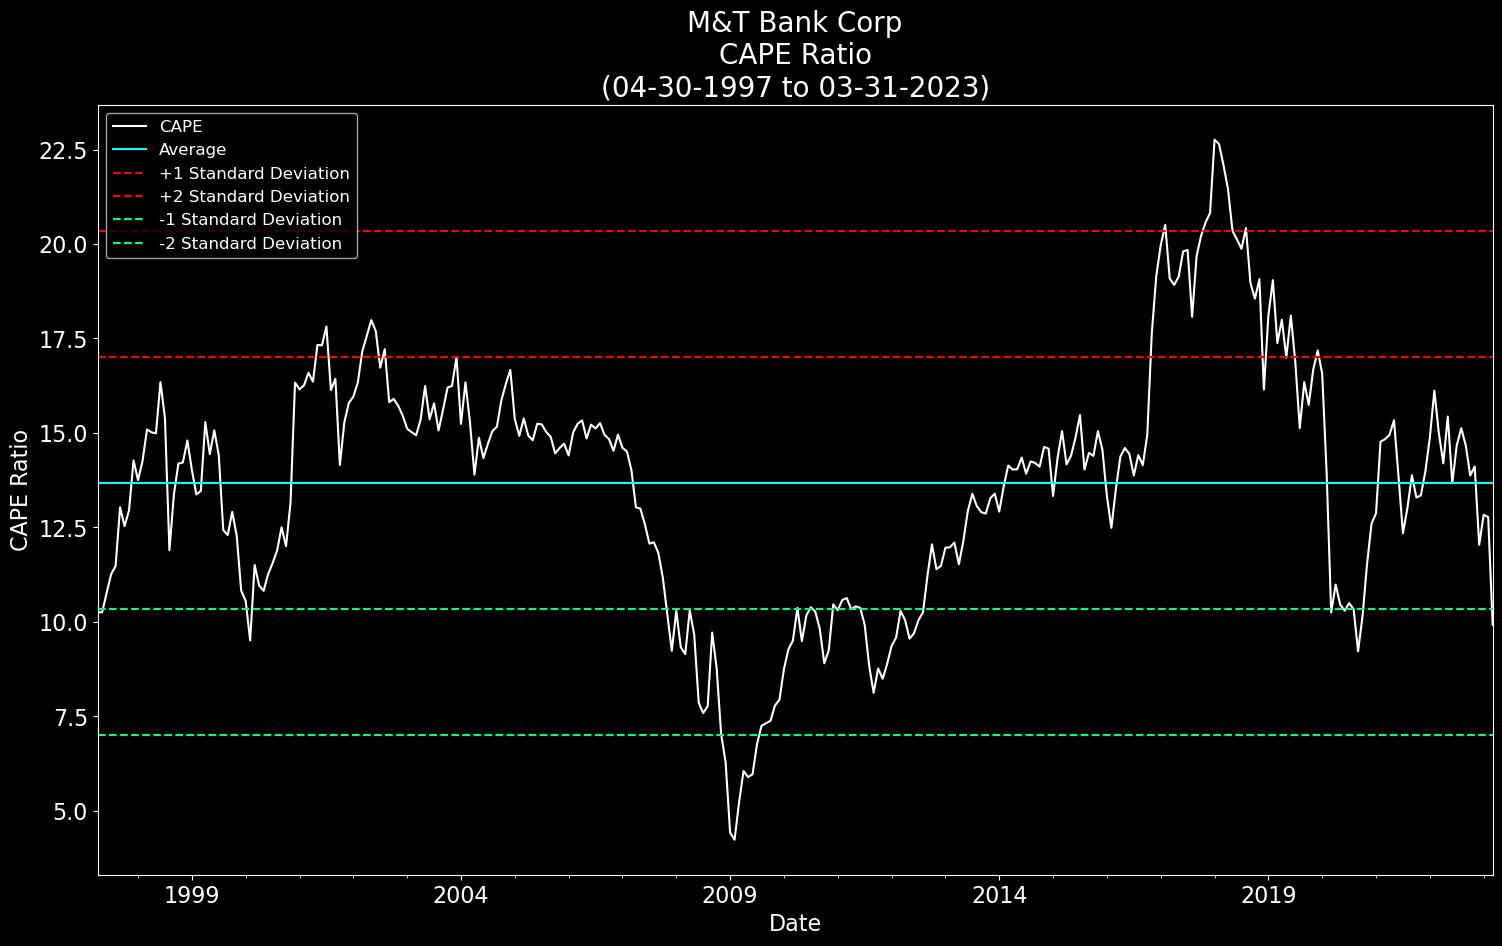 M&T Bank Corp
CAPE Ratio
(04-30-1997 to 03-31-2023)
CAPE
Average
+1 Standard Deviation
+2 Standard Deviation
-1 Standard Deviation
-2 Standard Deviation
CAPE Ratio
22.5
20.0
17.5
15.0
12.5
10.0
7.5
5.0
1999 2004 2009 2014 2019
Date